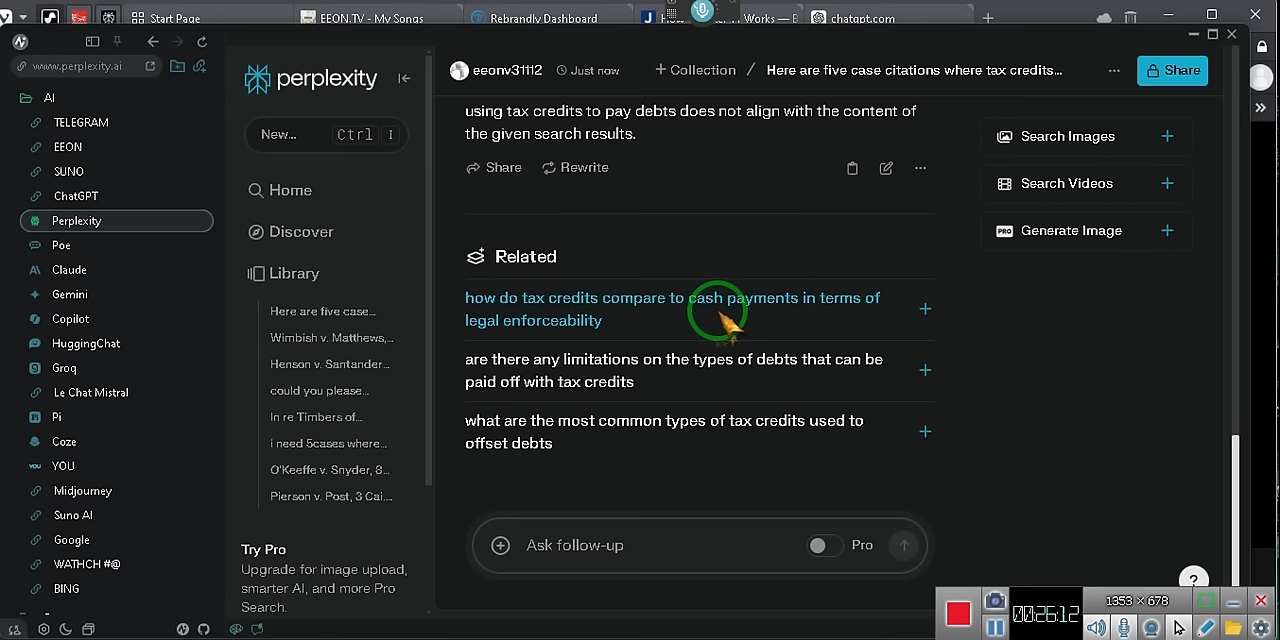 Start Page
EEON.TV - My Songs
Rebrandly Dashboard
Works — B
chatgpt.com
www.perplexity.ai
AI
TELEGRAM
EEON
SUNO
ChatGPT
Perplexity
Poe
Claude
Gemini
Copilot
HuggingChat
Groq
Le Chat Mistral
Pi
Coze
YOU
Midjourney
Suno AI
Google
WATHCH #@
BING
perplexity
New...
Ctrl I
Home
Discover
Library
Here are five case...
Wimbish v. Matthews,...
Henson v. Santander...
could you please...
In re Timbers of...
i need 5cases where...
O'Keeffe v. Snyder, 8...
Pierson v. Post, 3 Cai....
Try Pro
Upgrade for image upload,
smarter AI, and more Pro
Search.
eeonv31112
Just now
+ Collection / Here are five case citations where tax credits...
Share
using tax credits to pay debts does not align with the content of
the given search results.
Share
Rewrite
Related
how do tax credits compare to cash payments in terms of
legal enforceability
are there any limitations on the types of debts that can be
paid off with tax credits
what are the most common types of tax credits used to
offset debts
Ask follow-up
Pro
Search Images
Search Videos
PRO Generate Image
?
1353 × 678
00:26:12